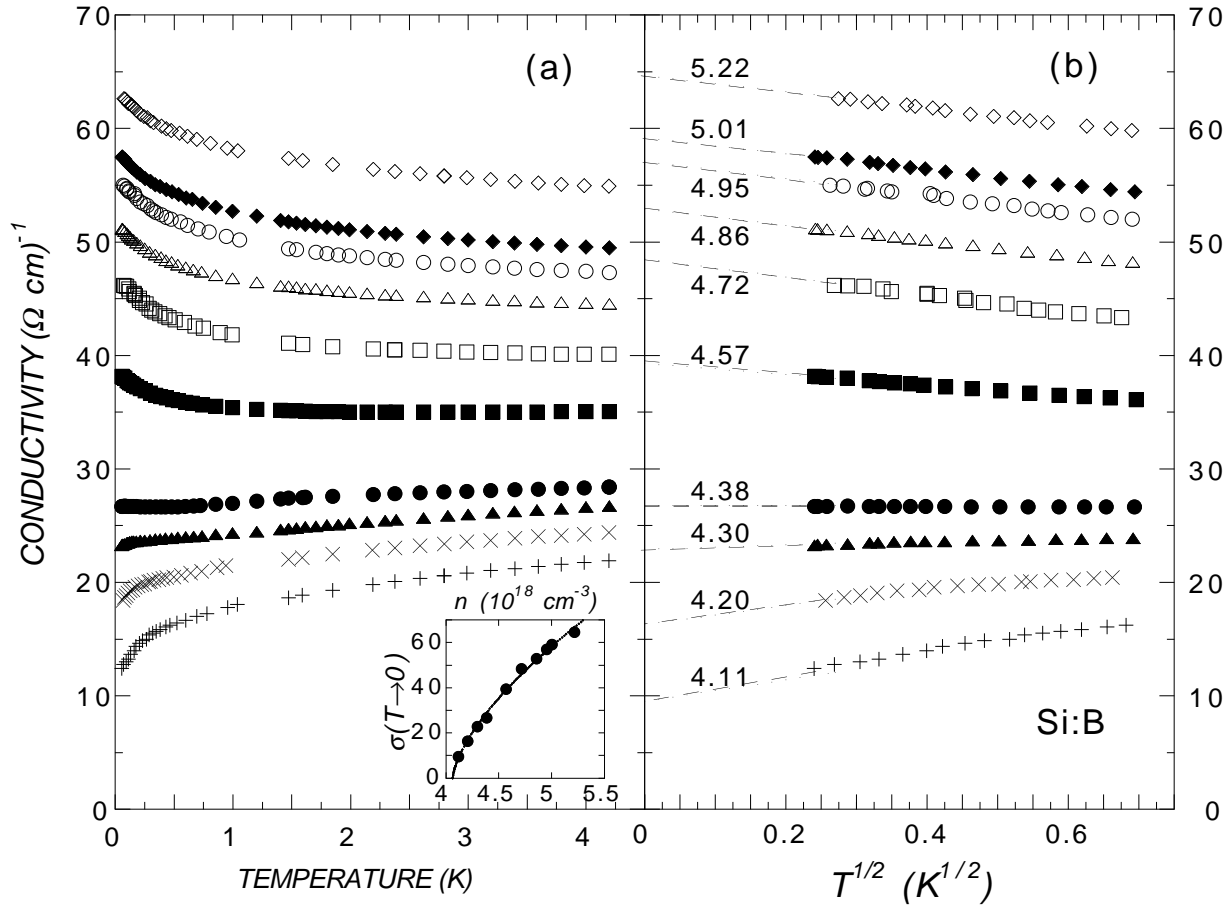 70
60
50
40
30
20
10
0
CONDUCTIVITY (Ω cm)⁻¹
(a)
0 1 2 3 4
TEMPERATURE (K)
n (10¹⁸ cm⁻³)
60
40
20
0
σ(T→0)
4 4.5 5 5.5
(b)
5.22
5.01
4.95
4.86
4.72
4.57
4.38
4.30
4.20
4.11
Si:B
0 0.2 0.4 0.6
T^{1/2} (K^{1/2})
70
60
50
40
30
20
10
0